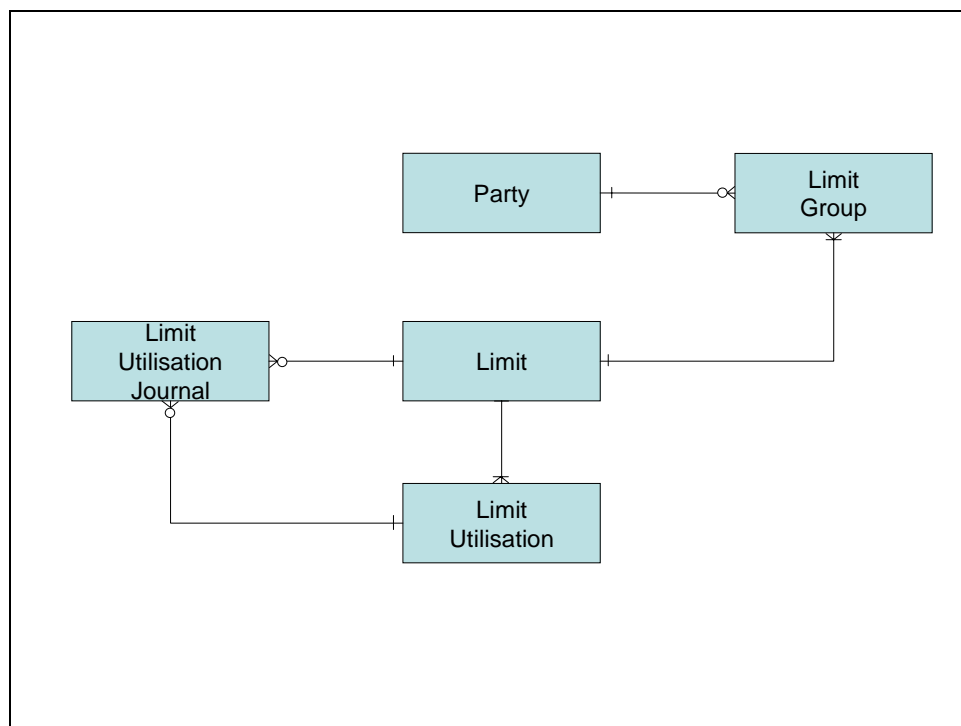 Party
Limit
Group
Limit
Utilisation
Journal
Limit
Limit
Utilisation